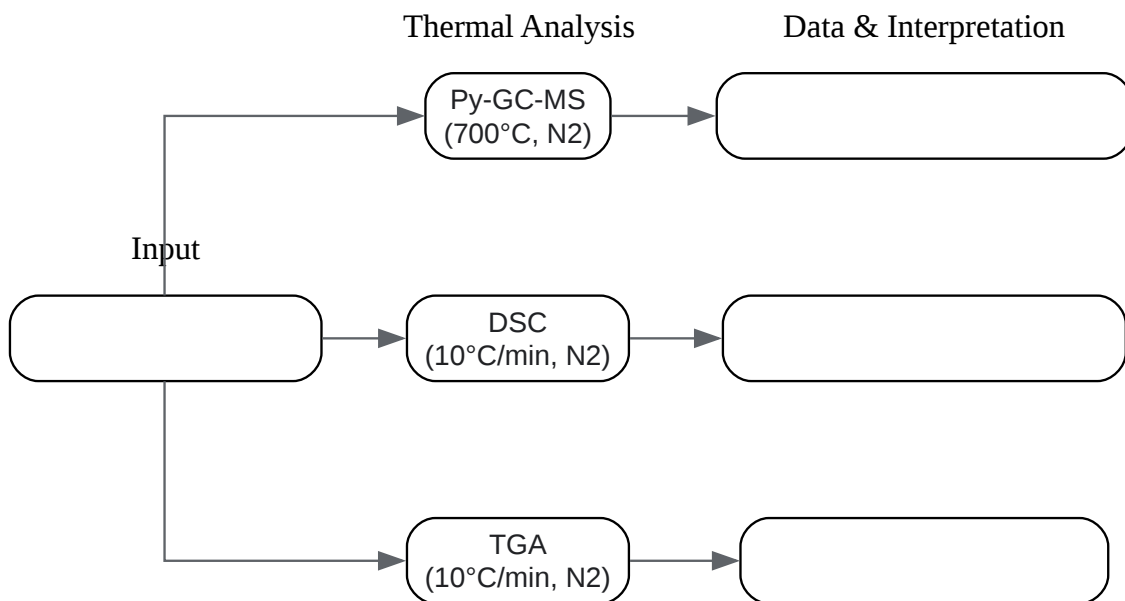 Thermal Analysis
Data & Interpretation
Py-GC-MS
(700°C, N2)
Input
DSC
(10°C/min, N2)
TGA
(10°C/min, N2)